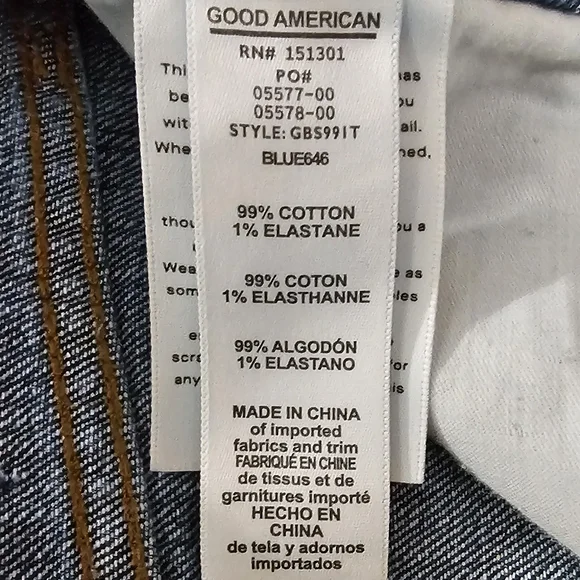 GOOD AMERICAN
RN# 151301
PO#
05577-00
05578-00
STYLE: GBS991T
BLUE646
99% COTTON
1% ELASTANE
99% COTON
1% ELASTHANNE
99% ALGODÓN
1% ELASTANO
MADE IN CHINA
of imported
fabrics and trim
FABRIQUÉ EN CHINE
de tissus et de
garnitures importé
HECHO EN
CHINA
de tela y adornos
importados